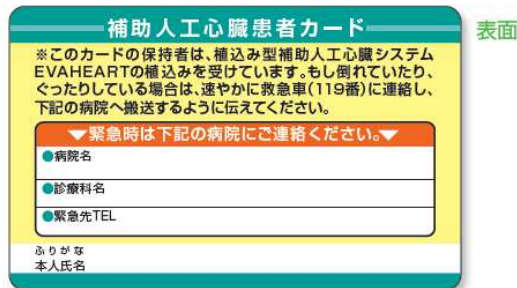 補助人工心臓患者カード
表面
※このカードの保持者は、植込み型補助人工心臓システム
EVAHEARTの植込みを受けています。もし倒れていたり、
ぐったりしている場合は、速やかに救急車(119番)に連絡し、
下記の病院へ搬送するように伝えてください。
▼緊急時は下記の病院にご連絡ください。▼
●病院名
●診療科名
●緊急先TEL
ふりがな
本人氏名